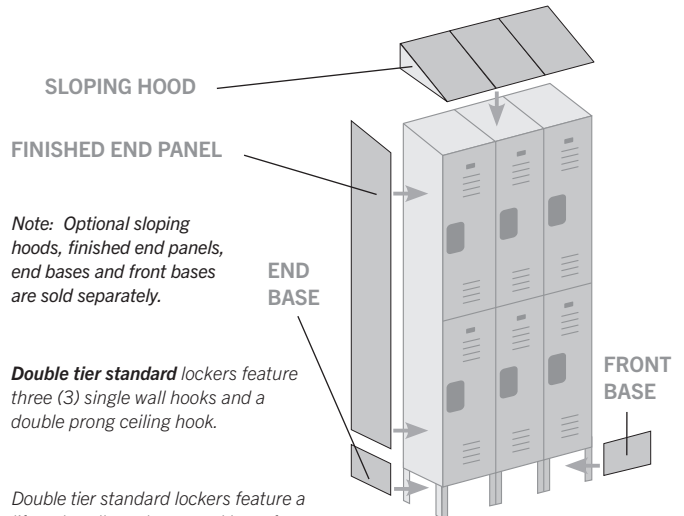 SLOPING HOOD
FINISHED END PANEL
Note: Optional sloping
hoods, finished end panels,
end bases and front bases
are sold separately.
END
BASE
Double tier standard lockers feature
three (3) single wall hooks and a
double prong ceiling hook.
FRONT
BASE
Double tier standard lockers feature a